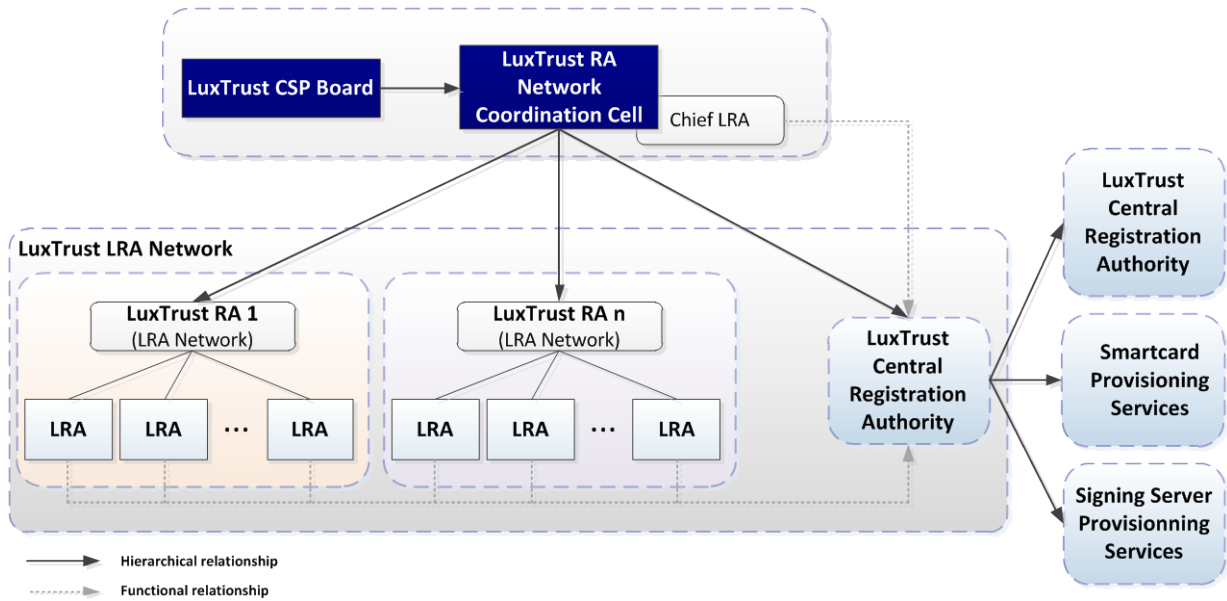 LuxTrust CSP Board
LuxTrust RA
Network
Coordination Cell
Chief LRA
LuxTrust LRA Network
LuxTrust RA 1
(LRA Network)
LRA
LRA
...
LRA
LuxTrust RA n
(LRA Network)
LRA
LRA
...
LRA
LuxTrust
Central
Registration
Authority
LuxTrust
Central
Registration
Authority
Smartcard
Provisioning
Services
Signing Server
Provisionning
Services
Hierarchical relationship
Functional relationship